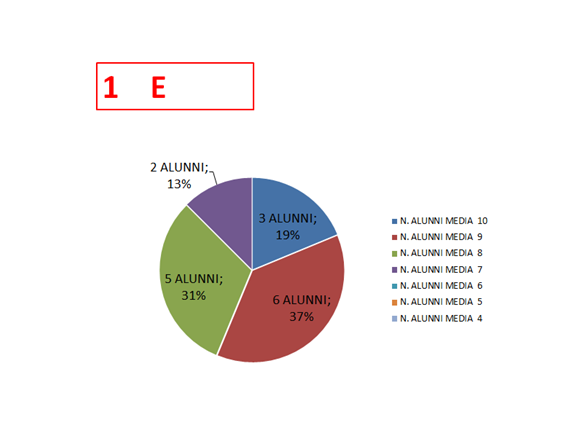 1 E
2 ALUNNI;
13%
3 ALUNNI;
19%
5 ALUNNI;
31%
6 ALUNNI;
37%
N. ALUNNI MEDIA 10
N. ALUNNI MEDIA 9
N. ALUNNI MEDIA 8
N. ALUNNI MEDIA 7
N. ALUNNI MEDIA 6
N. ALUNNI MEDIA 5
N. ALUNNI MEDIA 4